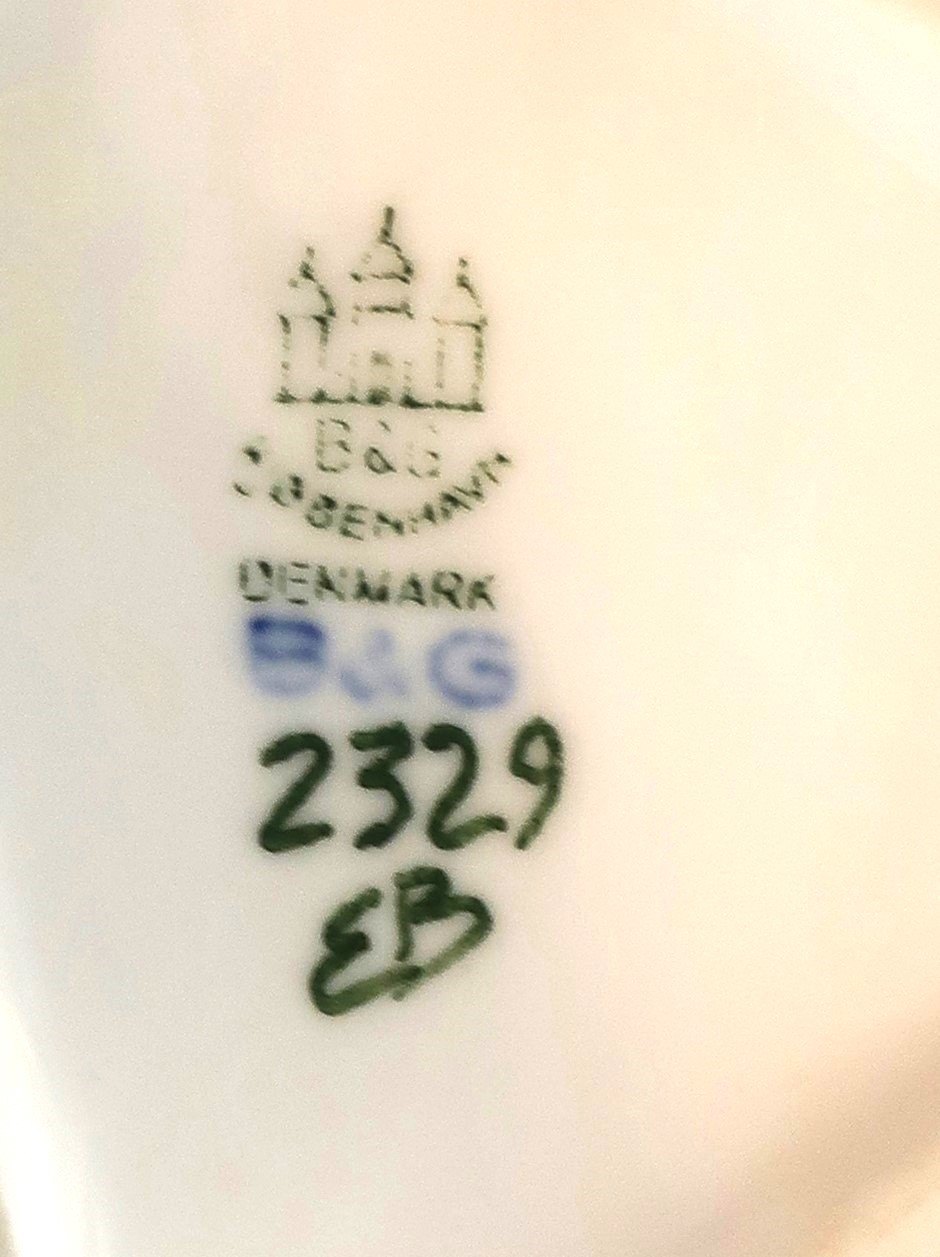 B&G
KØBENHAVN
DENMARK
B&G
2329
EB